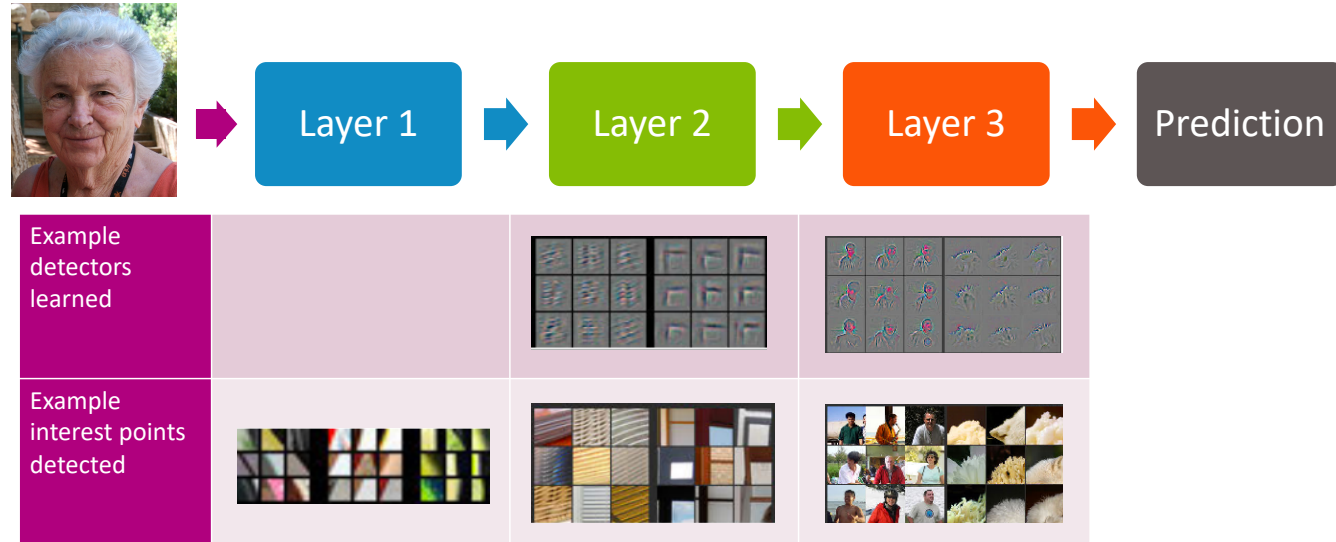 Layer 1
Layer 2
Layer 3
Prediction
Example
detectors
learned
Example
interest points
detected